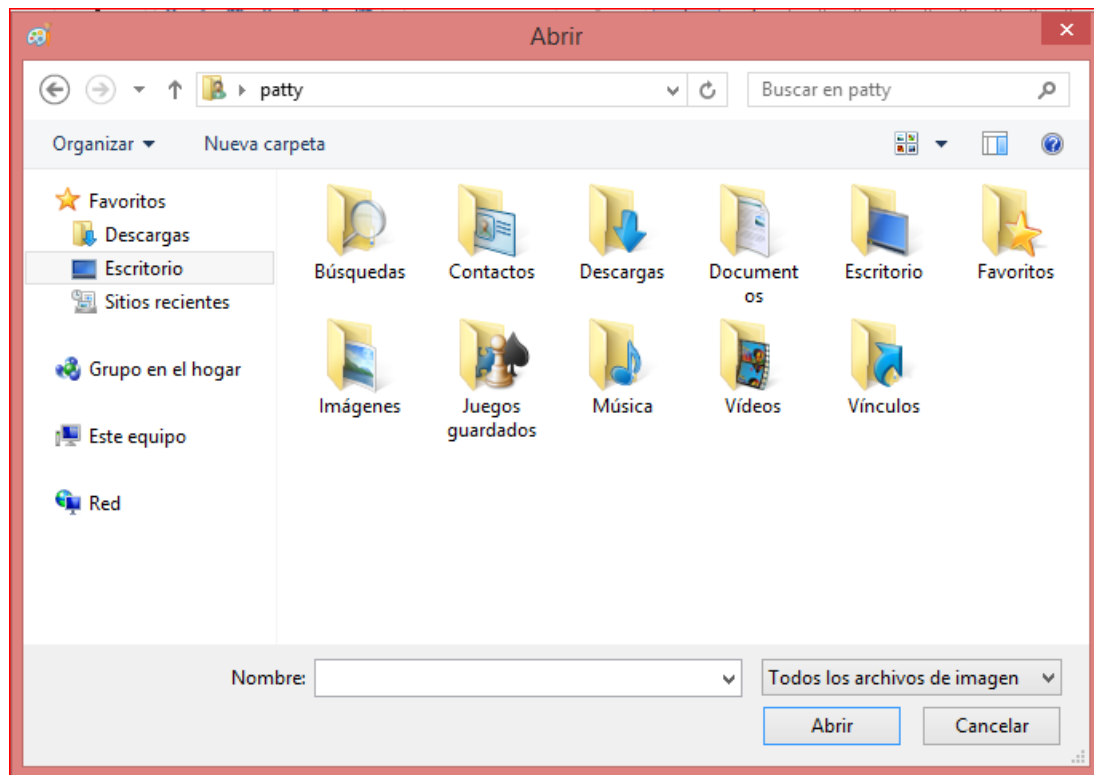 Abrir
patty
Buscar en patty
Organizar
Nueva carpeta
Favoritos
Descargas
Escritorio
Sitios recientes
Grupo en el hogar
Este equipo
Red
Búsquedas
Contactos
Descargas
Document
os
Escritorio
Favoritos
Imágenes
Juegos
guardados
Música
Vídeos
Vínculos
Nombre:
Todos los archivos de imagen
Abrir
Cancelar